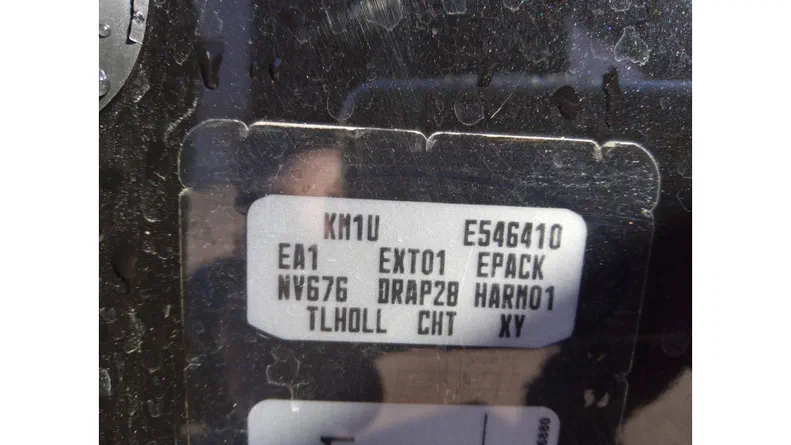 KM1U E546410
EA1 EXT01 EPACK
NV676 DRAP28 HARM01
TLHOLL CHT XY